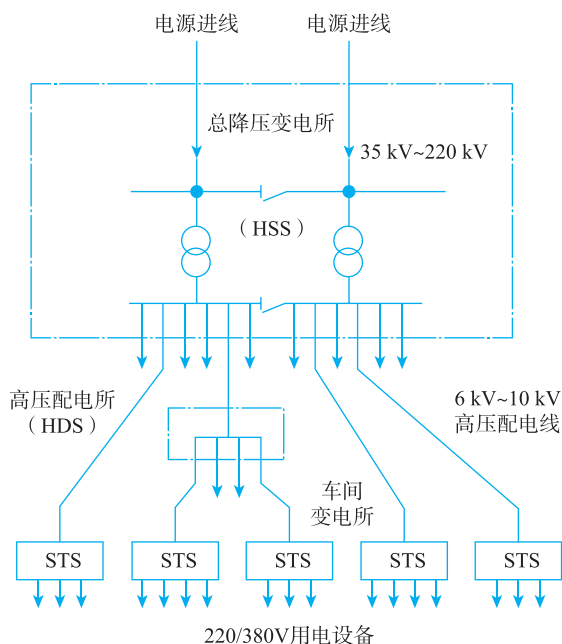 电源进线
电源进线
总降压变电所
35 kV~220 kV
（HSS）
高压配电所
（HDS）
6 kV~10 kV
高压配电线
车间
变电所
STS
STS
STS
STS
STS
220/380V用电设备